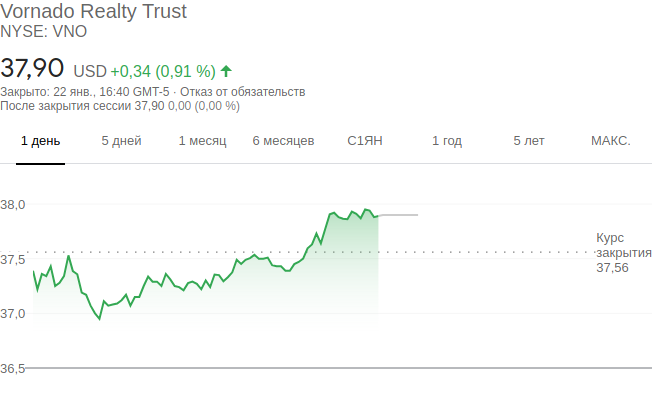 Vornado Realty Trust
NYSE: VNO
37,90 USD +0,34 (0,91 %)
Закрыто: 22 янв., 16:40 GMT-5 · Отказ от обязательств
После закрытия сессии 37,90 0,00 (0,00 %)
1 день 5 дней 1 месяц 6 месяцев С1ЯН 1 год 5 лет МАКС.
38,0
37,5
37,0
36,5
Курс
закрытия
37,56